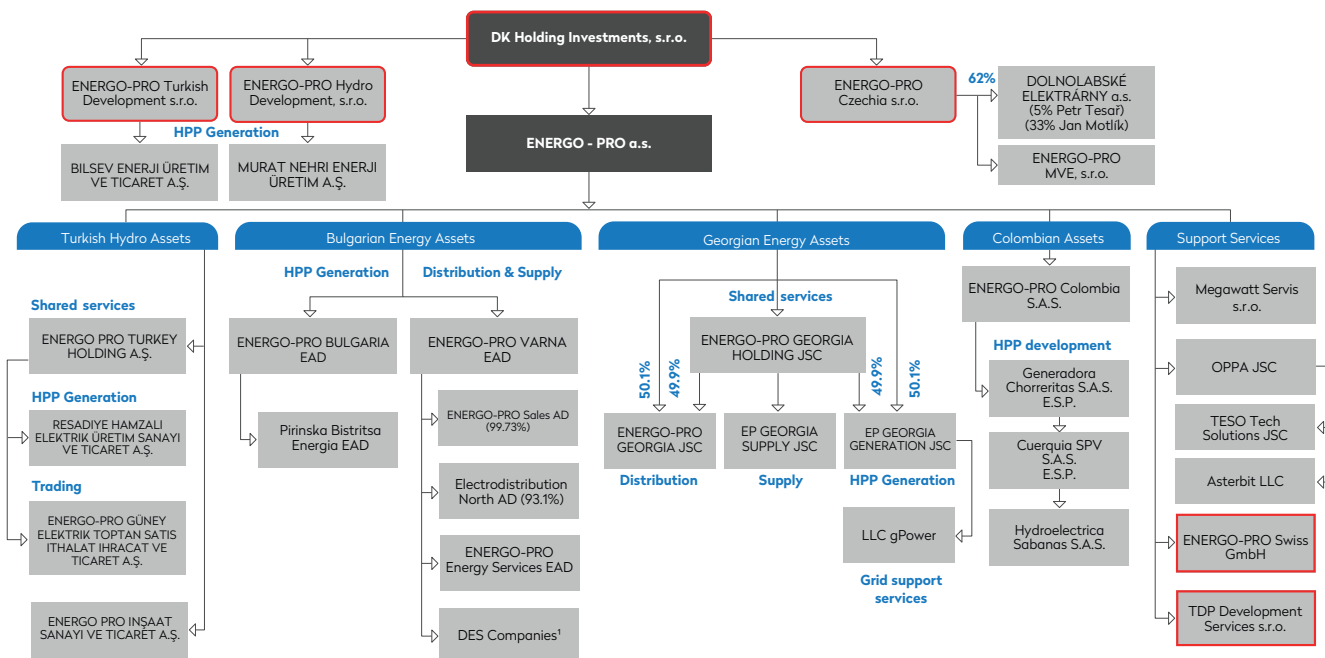 DK Holding Investments, s.r.o.
ENERGO-PRO Turkish
Development s.r.o.
ENERGO-PRO Hydro
Development, s.r.o.
ENERGO-PRO
Czechia s.r.o.
62%
DOLNOLABSKÉ
ELEKTRÁRNY a.s.
(5% Petr Tesař)
(33% Jan Motlík)
HPP Generation
ENERGO - PRO a.s.
BILSEV ENERJI ÜRETIM
VE TICARET A.Ş.
MURAT NEHRI ENERJI
ÜRETIM A.Ş.
ENERGO-PRO
MVE, s.r.o.
Turkish Hydro Assets
Shared services
ENERGO PRO TURKEY
HOLDING A.Ş.
HPP Generation
RESADIYE HAMZALI
ELEKTRIK ÜRETIM SANAYI
VE TICARET A.Ş.
Trading
ENERGO-PRO GÜNEY
ELEKTRIK TOPTAN SATIS
ITHALAT IHRACAT VE
TICARET A.Ş.
ENERGO PRO INŞAAT
SANAYI VE TICARET A.Ş.
Bulgarian Energy Assets
HPP Generation
Distribution & Supply
ENERGO-PRO BULGARIA
EAD
ENERGO-PRO VARNA
EAD
Pirinska Bistritsa
Energia EAD
ENERGO-PRO Sales AD
(99.73%)
Electrodistribution
North AD (93.1%)
ENERGO-PRO
Energy Services EAD
DES Companies¹
Georgian Energy Assets
Shared services
ENERGO-PRO GEORGIA
HOLDING JSC
50.1%
49.9%
49.9%
50.1%
ENERGO-PRO
GEORGIA JSC
EP GEORGIA
SUPPLY JSC
EP GEORGIA
GENERATION JSC
Distribution
Supply
HPP Generation
LLC gPower
Grid support
services
Colombian Assets
ENERGO-PRO Colombia
S.A.S.
HPP development
Generadora
Chorreritas S.A.S.
E.S.P.
Cuerquia SPV
S.A.S.
E.S.P.
Hydroelectrica
Sabanas S.A.S.
Support Services
Megawatt Servis
s.r.o.
OPPA JSC
TESO Tech
Solutions JSC
Asterbit LLC
ENERGO-PRO Swiss
GmbH
TDP Development
Services s.r.o.